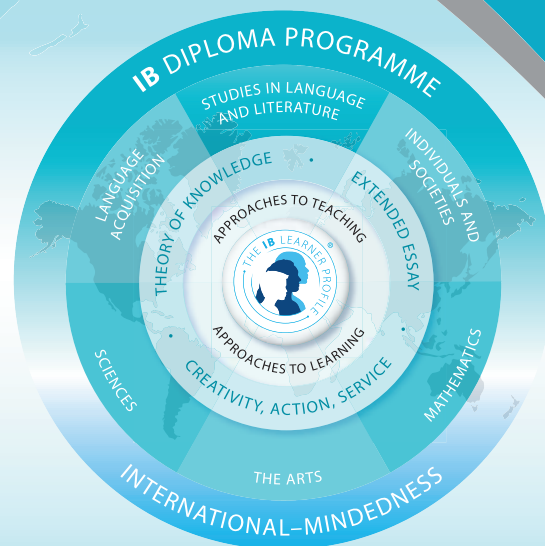 IB DIPLOMA PROGRAMME
STUDIES IN LANGUAGE
AND LITERATURE
LANGUAGE
ACQUISITION
INDIVIDUALS AND
SOCIETIES
THEORY OF KNOWLEDGE
•
EXTENDED ESSAY
•
APPROACHES TO TEACHING
THE IB LEARNER PROFILE ®
APPROACHES TO LEARNING
•
CREATIVITY, ACTION, SERVICE
SCIENCES
MATHEMATICS
THE ARTS
INTERNATIONAL–MINDEDNESS